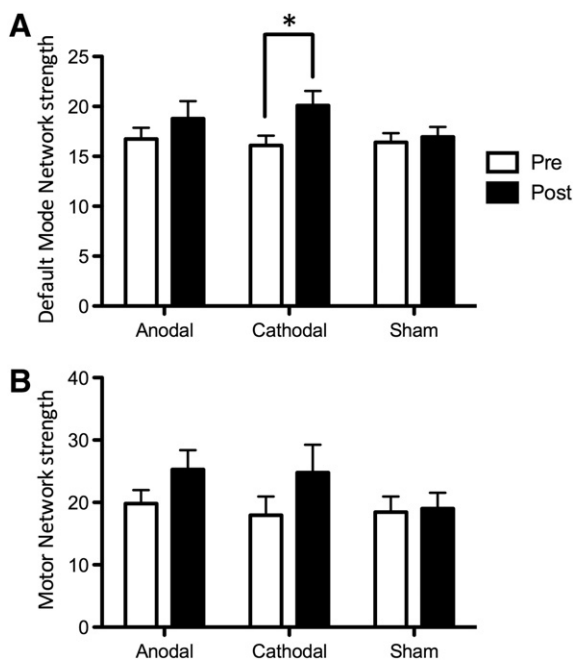 A
*
Default Mode Network strength
25
20
15
10
5
0
Anodal Cathodal Sham
Pre
Post
B
Motor Network strength
40
30
20
10
0
Anodal Cathodal Sham